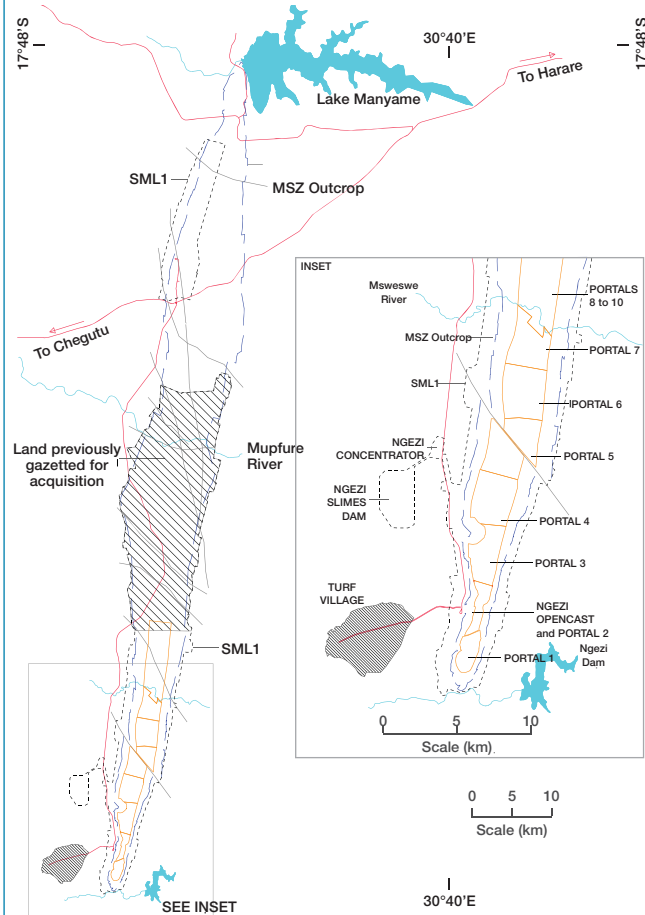 17°48'S
30°40'E
17°48'S
To Harare
Lake Manyame
SML1
MSZ Outcrop
To Chegutu
Land previously
gazetted for
acquisition
Mupfure
River
SML1
SEE INSET
INSET
Msweswe
River
PORTALS
8 to 10
MSZ Outcrop
PORTAL 7
SML1
IPORTAL 6
NGEZI
CONCENTRATOR
PORTAL 5
NGEZI
SLIMES
DAM
PORTAL 4
PORTAL 3
TURF
VILLAGE
NGEZI
OPENCAST
and PORTAL 2
PORTAL 1
Ngezi
Dam
0 5 10
Scale (km)
0 5 10
Scale (km)
30°40'E